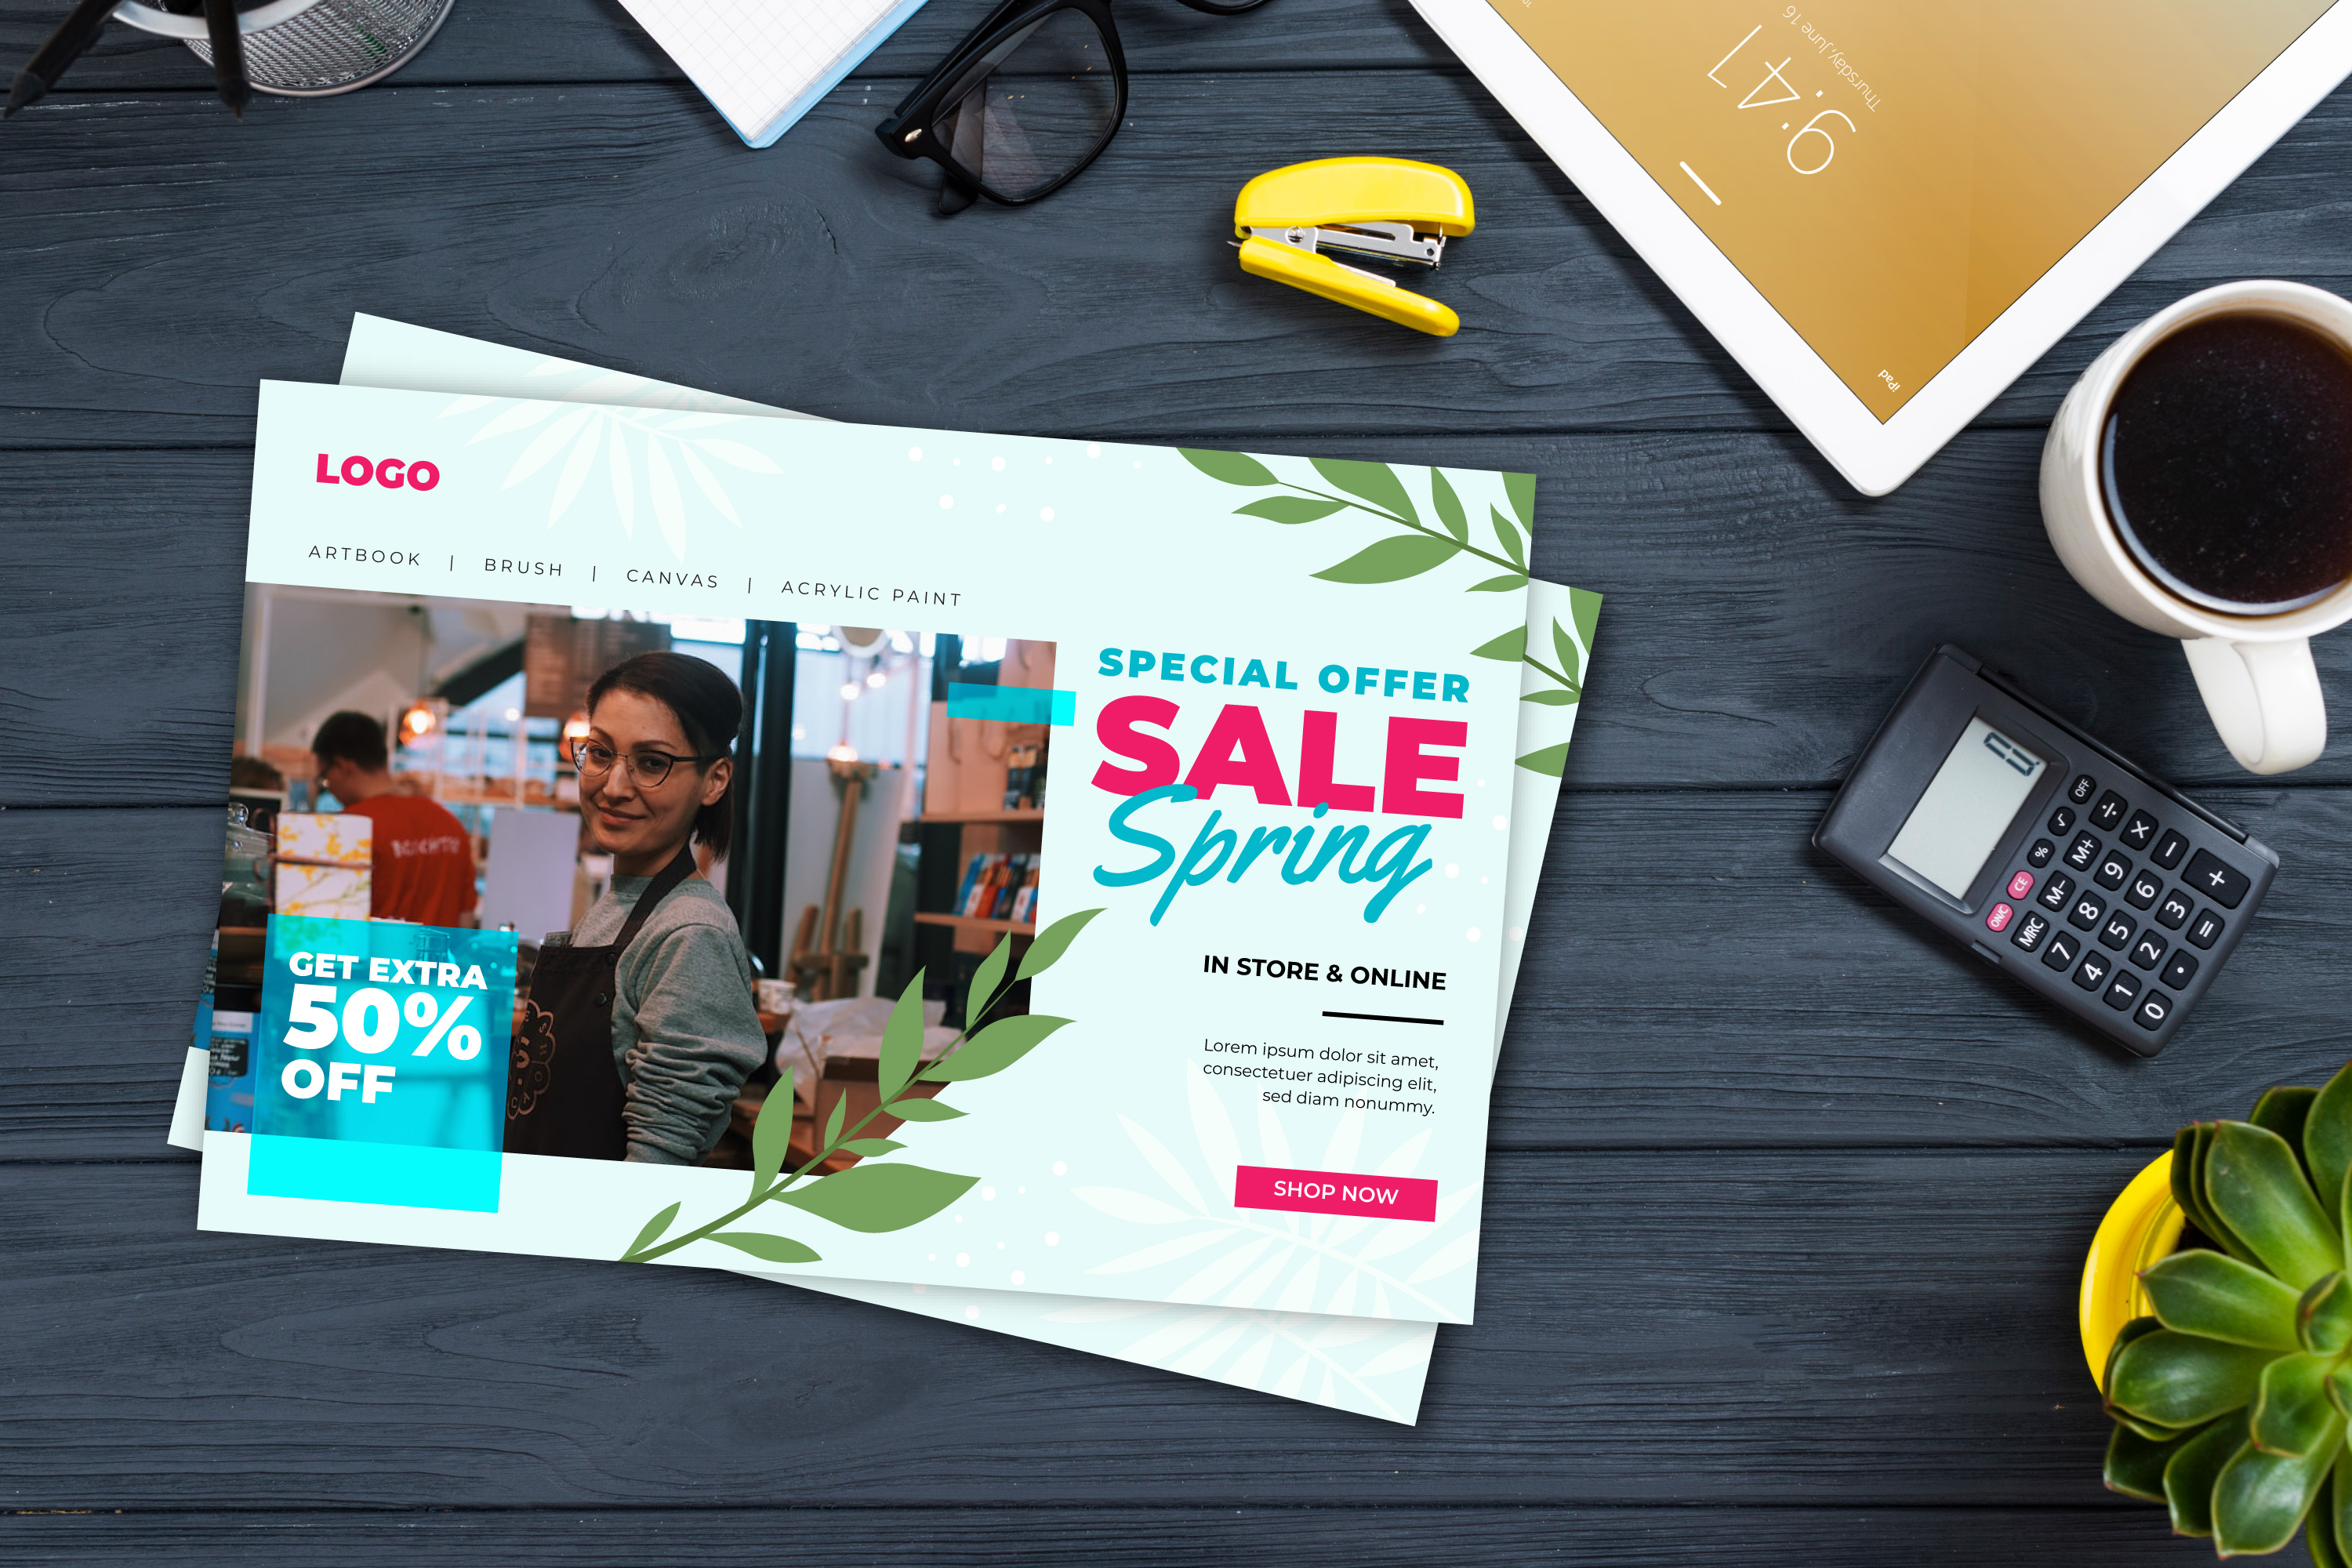 9:41
Thursday, June 16
iPad
LOGO
ARTBOOK | BRUSH | CANVAS | ACRYLIC PAINT
SPECIAL OFFER
SALE
Spring
GET EXTRA
50%
OFF
IN STORE & ONLINE
Lorem ipsum dolor sit amet,
consectetuer adipiscing elit,
sed diam nonummy.
SHOP NOW
0.
OFF ÷ × − +
√ M+ 9 6 3 =
% M− 8 5 2 •
CE MRC 7 4 1 0
ON/C